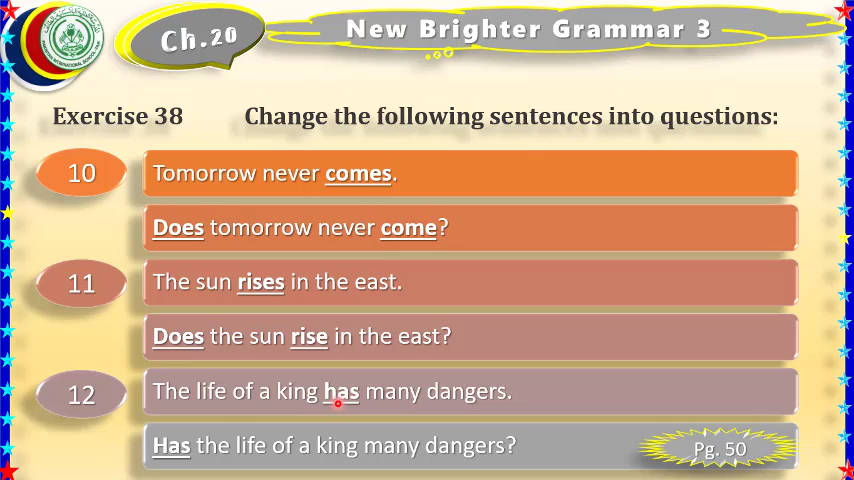 Ch.20
New Brighter Grammar 3
Exercise 38 Change the following sentences into questions:
10 Tomorrow never comes.
Does tomorrow never come?
11 The sun rises in the east.
Does the sun rise in the east?
12 The life of a king has many dangers.
Has the life of a king many dangers?
Pg. 50